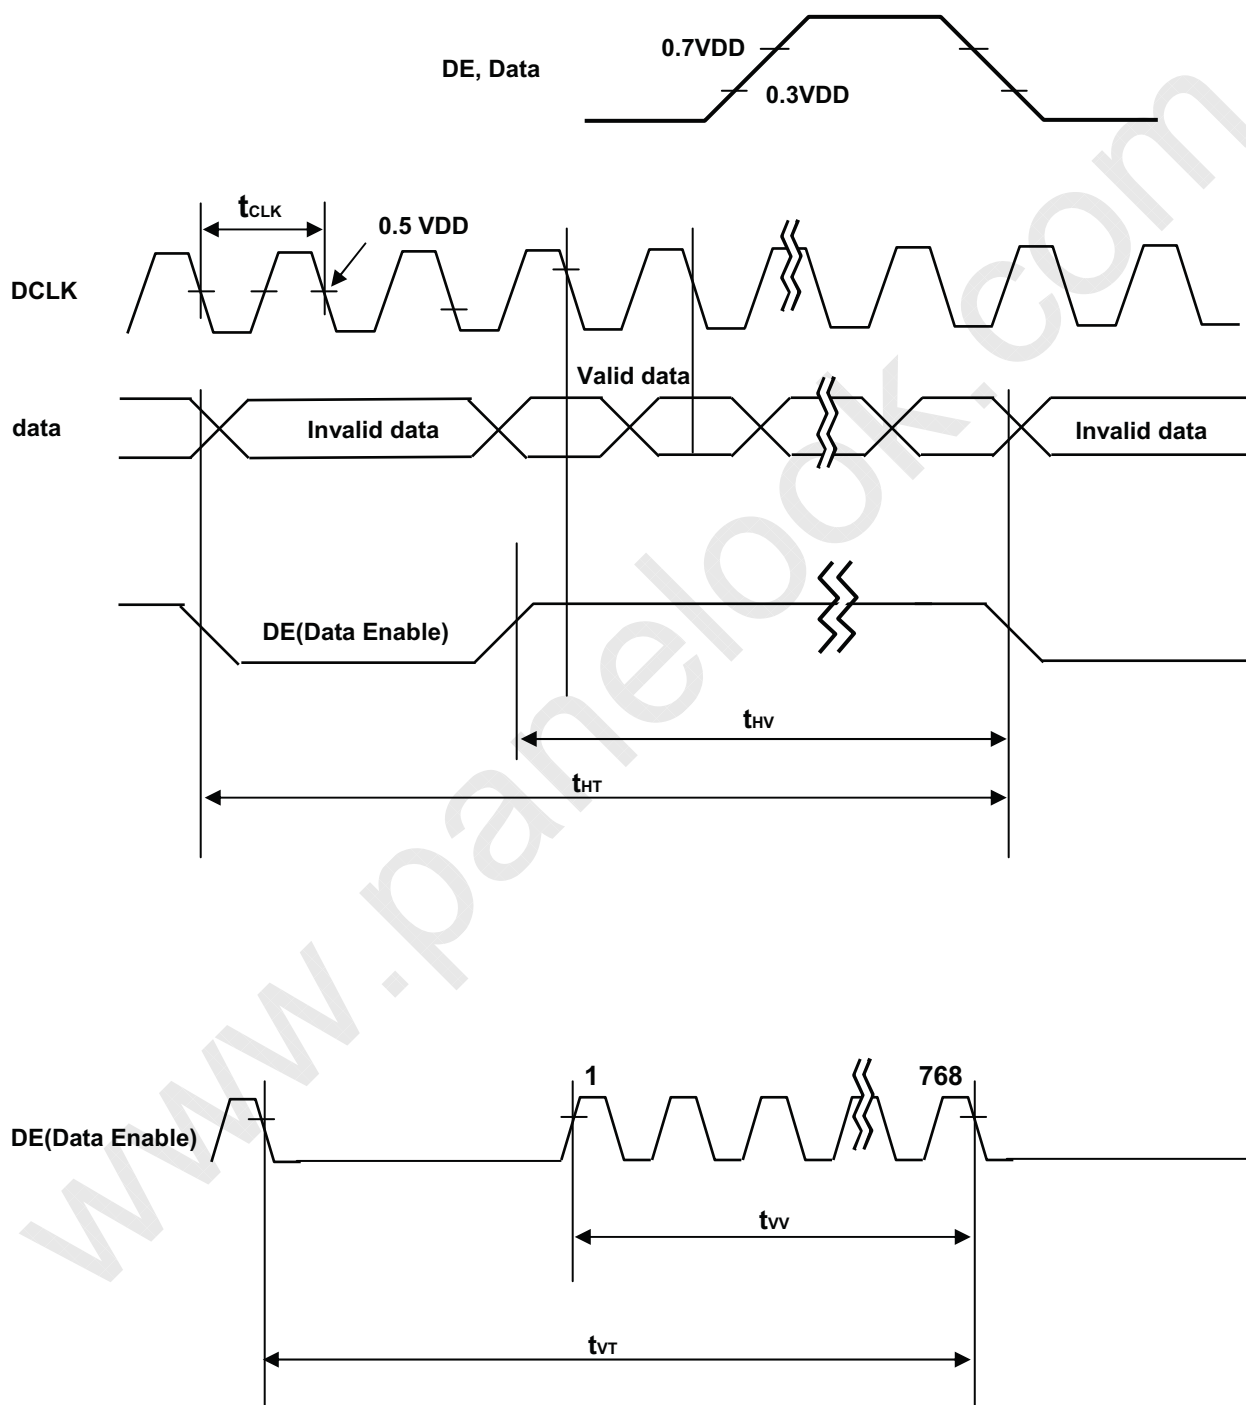 0.7VDD
DE, Data
0.3VDD
tCLK
0.5 VDD
DCLK
Valid data
data
Invalid data
Invalid data
DE(Data Enable)
tHV
tHT
1
768
DE(Data Enable)
tVV
tVT
www.panelook.com